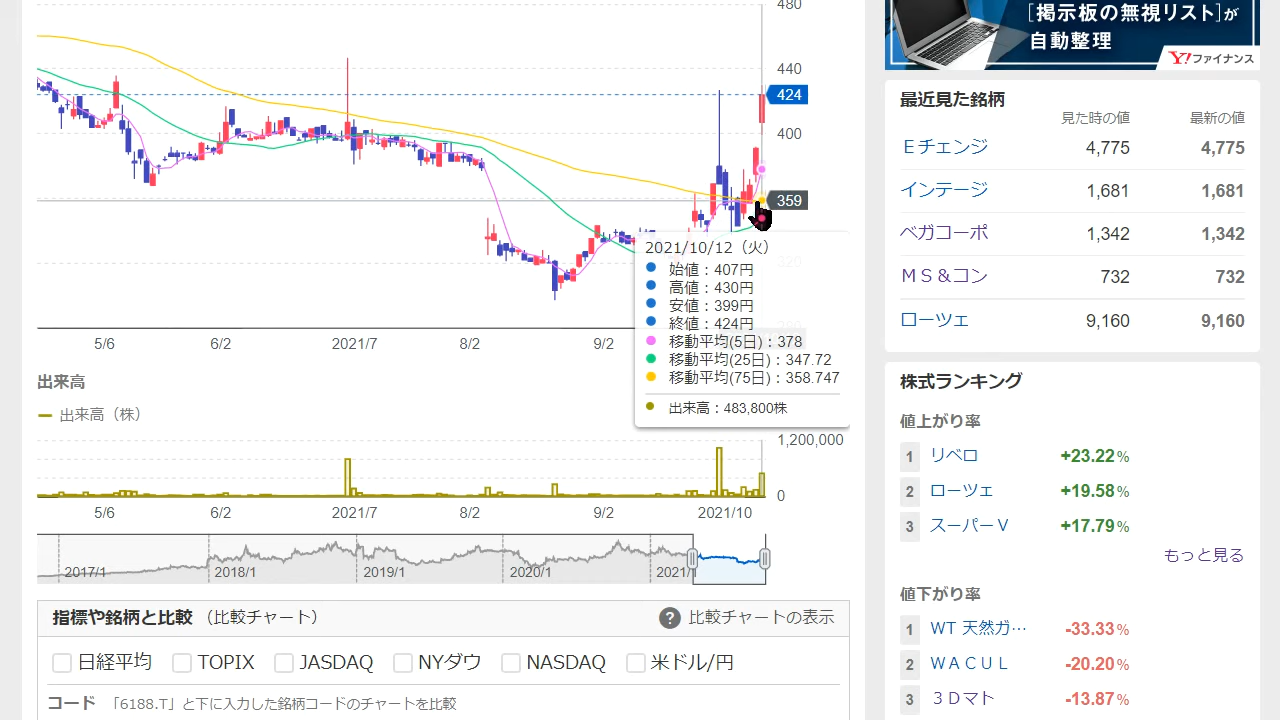 480
440
424
400
359
320
280
2021/10/12（火）
始値：407円
高値：430円
安値：399円
終値：424円
移動平均(5日)：378
移動平均(25日)：347.72
移動平均(75日)：358.747
出来高：483,800株
5/6
6/2
2021/7
8/2
9/2
出来高
出来高（株）
1,200,000
0
5/6
6/2
2021/7
8/2
9/2
2021/10
2017/1
2018/1
2019/1
2020/1
2021/1
指標や銘柄と比較 （比較チャート）
? 比較チャートの表示
日経平均 TOPIX JASDAQ NYダウ NASDAQ 米ドル/円
コード 「6188.T」と下に入力した銘柄コードのチャートを比較
［掲示板の無視リスト］が
自動整理
Y!ファイナンス
最近見た銘柄
見た時の値 最新の値
Ｅチェンジ 4,775 4,775
インテージ 1,681 1,681
ベガコーポ 1,342 1,342
ＭＳ＆コン 732 732
ローツェ 9,160 9,160
株式ランキング
値上がり率
1 リベロ +23.22%
2 ローツェ +19.58%
3 スーパーＶ +17.79%
もっと見る
値下がり率
1 WT 天然ガ… -33.33%
2 ＷＡＣＵＬ -20.20%
3 ３Ｄマト -13.87%